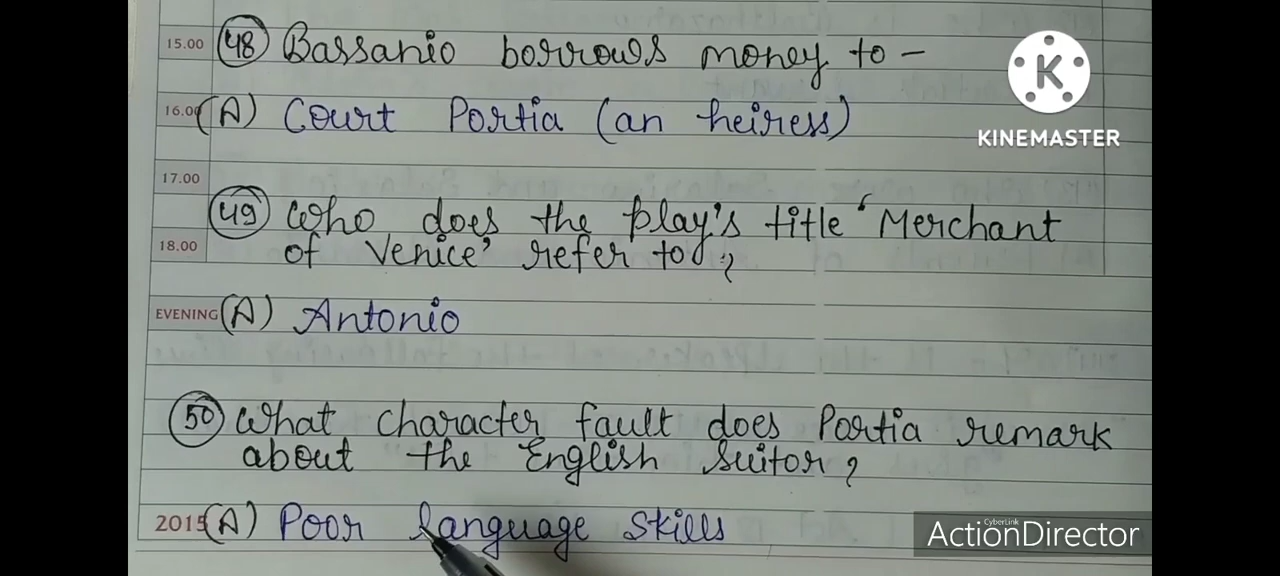 15.00 (48) Bassanio borrows money to -
16.00 (A) Court Portia (an heiress)
KINEMASTER
17.00
(49) Who does the play's title 'Merchant
18.00 of Venice' refer to?
EVENING (A) Antonio
(50) What character fault does Portia remark
about the English Suitor?
2015 (A) Poor language skills
CyberLink
ActionDirector